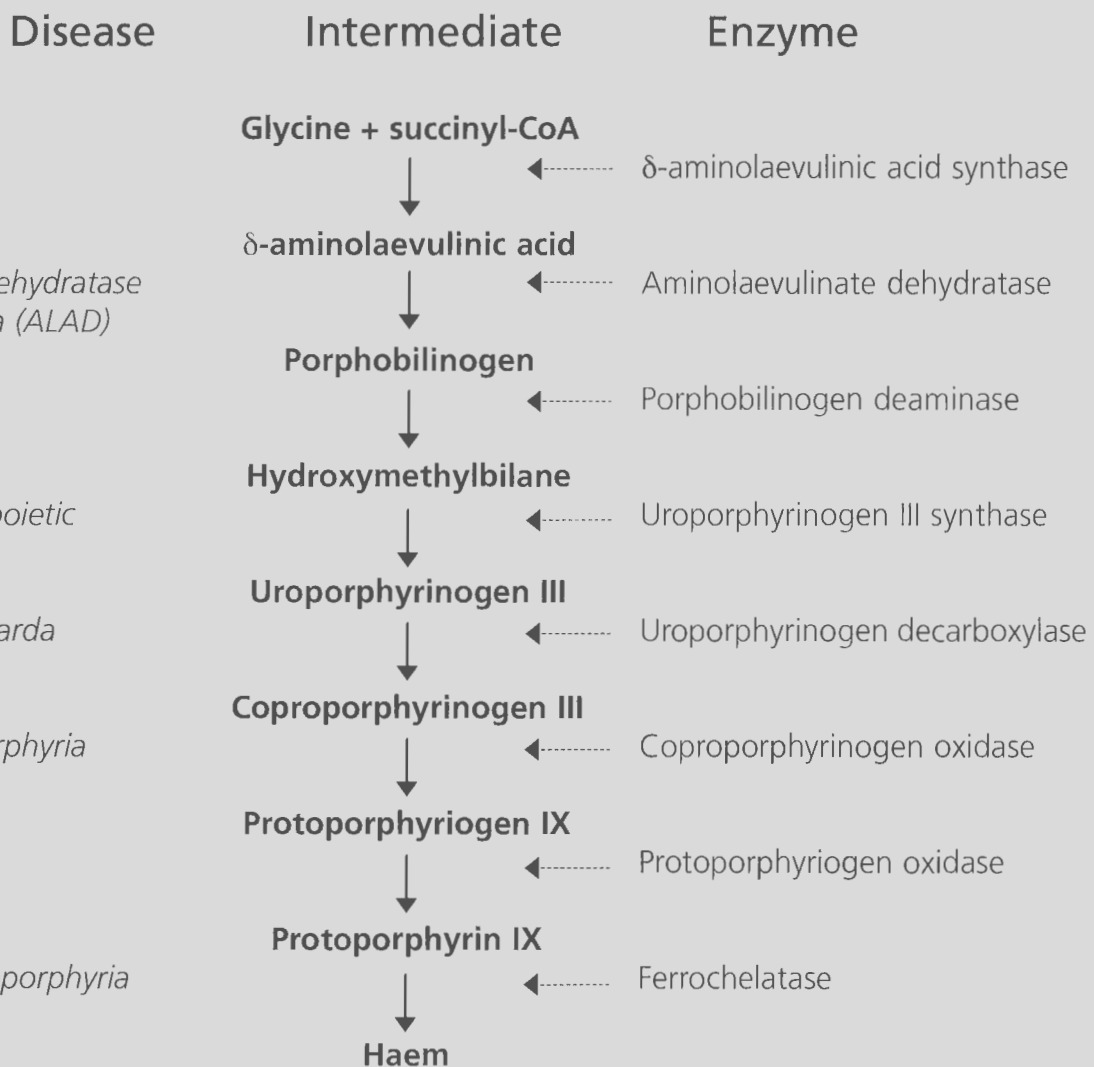 Disease Intermediate Enzyme
Glycine + succinyl-CoA
δ-aminolaevulinic acid synthase
δ-aminolaevulinic acid
ehydratase Aminolaevulinate dehydratase
a (ALAD)
Porphobilinogen
Porphobilinogen deaminase
Hydroxymethylbilane
poietic Uroporphyrinogen III synthase
Uroporphyrinogen III
arda Uroporphyrinogen decarboxylase
Coproporphyrinogen III
rphyria Coproporphyrinogen oxidase
Protoporphyriogen IX
Protoporphyriogen oxidase
Protoporphyrin IX
porphyria Ferrochelatase
Haem